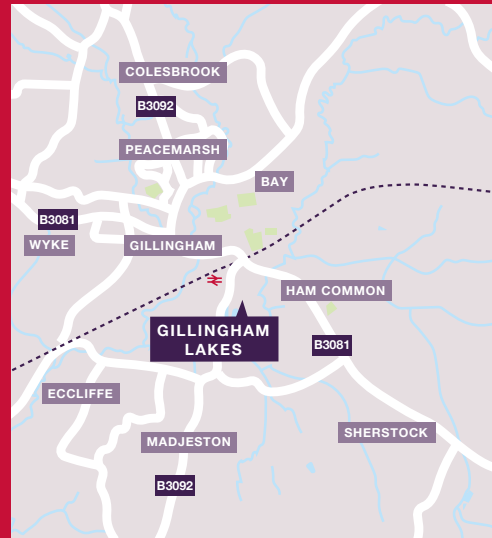 COLESBROOK
B3092
PEACEMARSH
BAY
B3081
WYKE
GILLINGHAM
HAM COMMON
GILLINGHAM
LAKES
B3081
ECCLIFFE
SHERSTOCK
MADJESTON
B3092